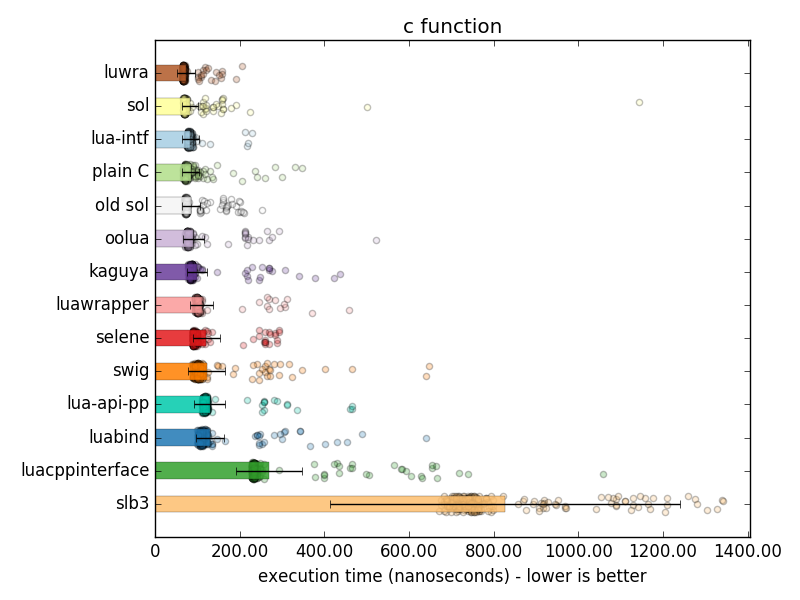 c function
luwra
sol
lua-intf
plain C
old sol
oolua
kaguya
luawrapper
selene
swig
lua-api-pp
luabind
luacppinterface
slb3
0 200.00 400.00 600.00 800.00 1000.00 1200.00 1400.00
execution time (nanoseconds) - lower is better